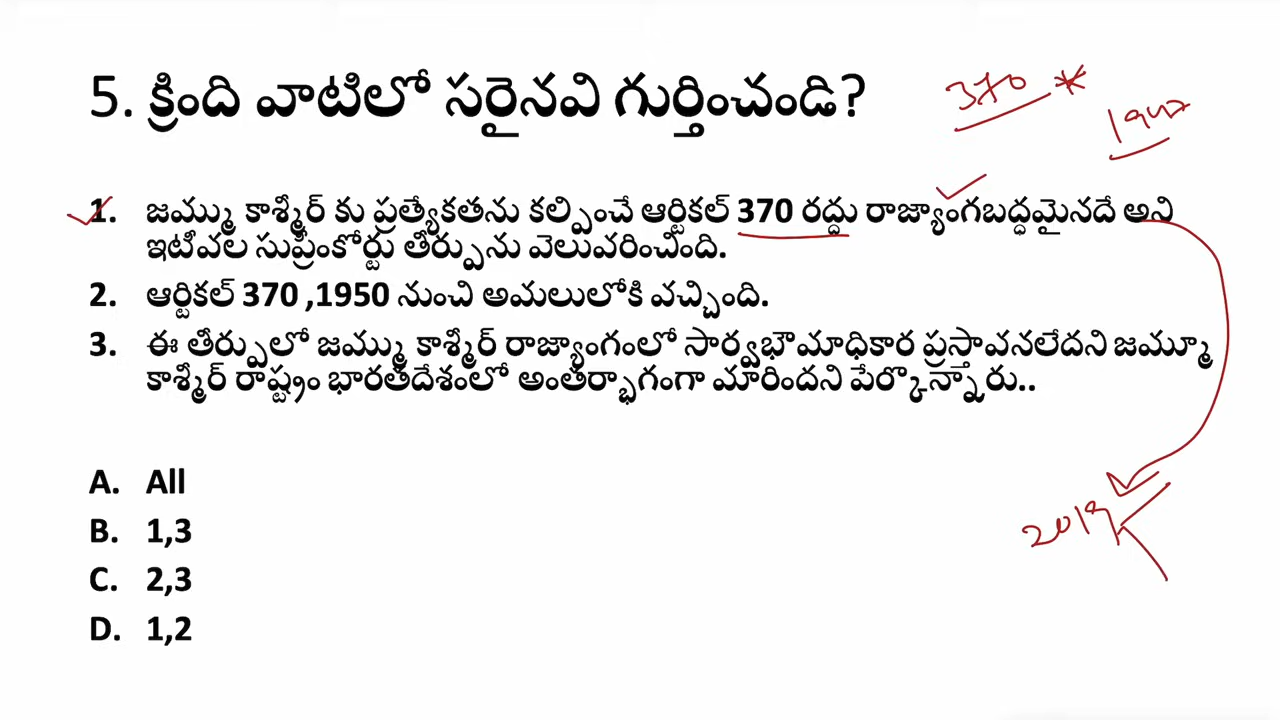 5. క్రింది వాటిలో సరైనవి గుర్తించండి?
370 *
1947
1. జమ్ము కాశ్మీర్ కు ప్రత్యేకతను కల్పించే ఆర్టికల్ 370 రద్దు రాజ్యాంగబద్ధమైనదే అని
ఇటీవల సుప్రీంకోర్టు తీర్పును వెలువరించింది.
2. ఆర్టికల్ 370 ,1950 నుంచి అమలులోకి వచ్చింది.
3. ఈ తీర్పులో జమ్ము కాశ్మీర్ రాజ్యాంగంలో సార్వభౌమాధికార ప్రస్తావనలేదని జమ్మూ
కాశ్మీర్ రాష్ట్రం భారతదేశంలో అంతర్భాగంగా మారిందని పేర్కొన్నారు..
A. All
B. 1,3
C. 2,3
D. 1,2
2019